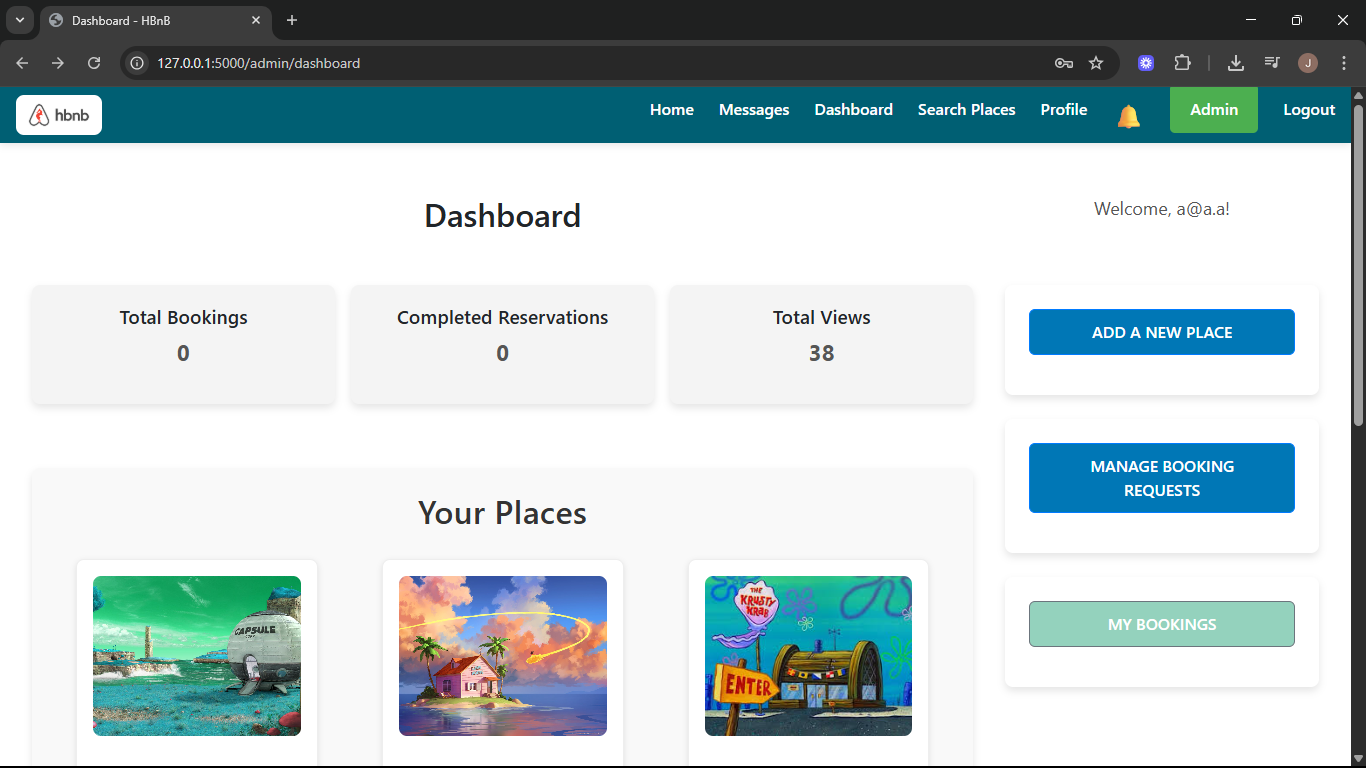 Dashboard - HBnB
127.0.0.1:5000/admin/dashboard
J
hbnb
Home Messages Dashboard Search Places Profile Admin Logout
Dashboard
Welcome, a@a.a!
Total Bookings
0
Completed Reservations
0
Total Views
38
ADD A NEW PLACE
MANAGE BOOKING
REQUESTS
MY BOOKINGS
Your Places
CAPSULE
KAME
HOUSE
THE
KRUSTY
KRAB
ENTER